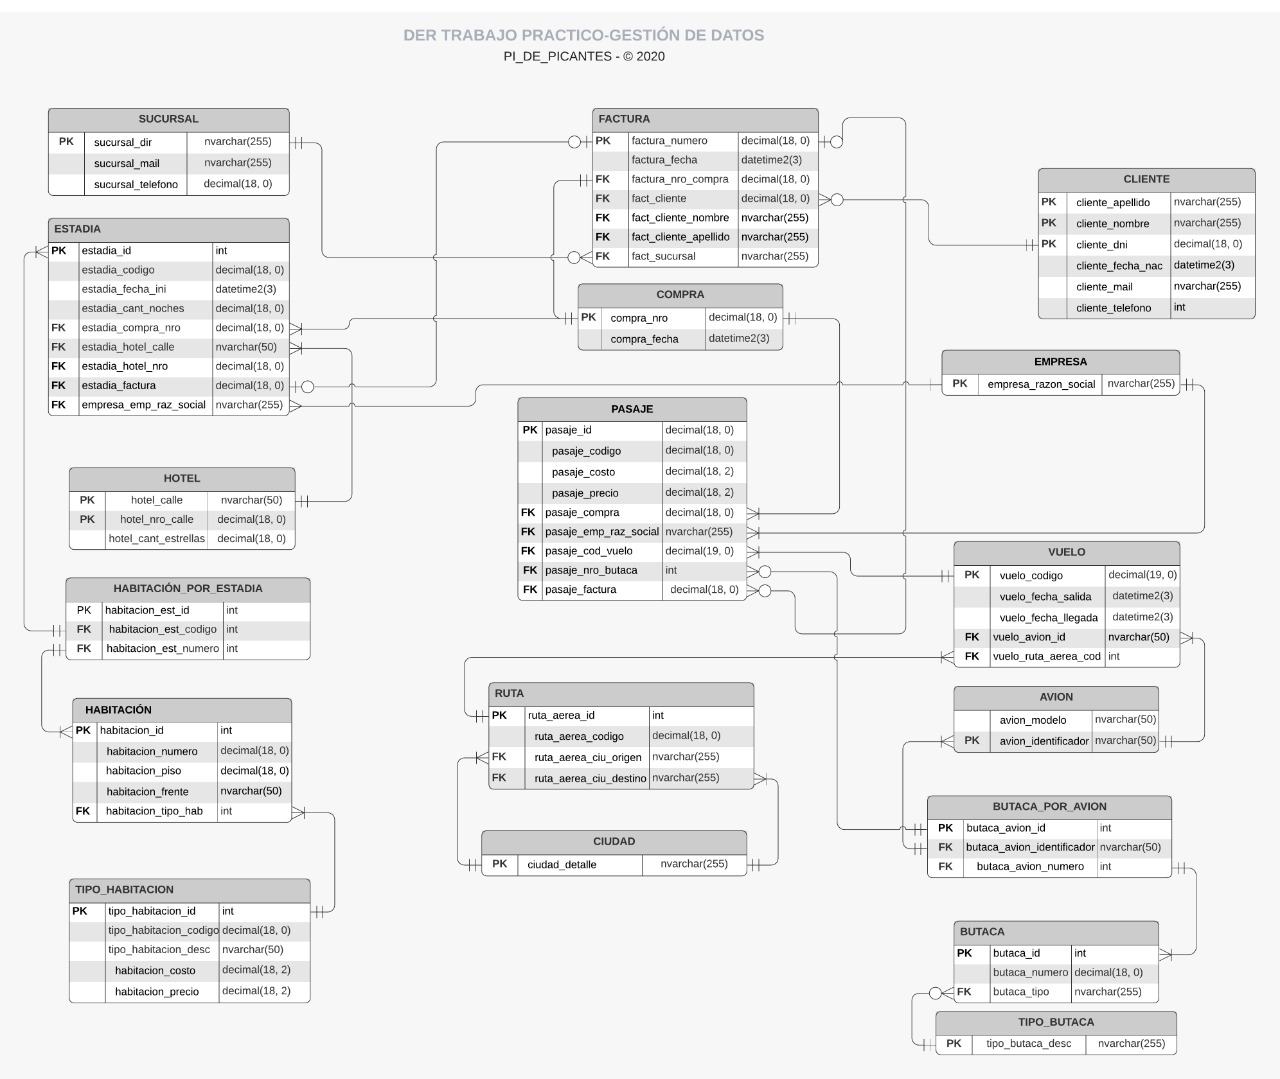 DER TRABAJO PRACTICO-GESTIÓN DE DATOS
PI_DE_PICANTES - © 2020
SUCURSAL
PK sucursal_dir nvarchar(255)
sucursal_mail nvarchar(255)
sucursal_telefono decimal(18, 0)
FACTURA
PK factura_numero decimal(18, 0)
factura_fecha datetime2(3)
FK factura_nro_compra decimal(18, 0)
FK fact_cliente decimal(18, 0)
FK fact_cliente_nombre nvarchar(255)
FK fact_cliente_apellido nvarchar(255)
FK fact_sucursal nvarchar(255)
CLIENTE
PK cliente_apellido nvarchar(255)
PK cliente_nombre nvarchar(255)
PK cliente_dni decimal(18, 0)
cliente_fecha_nac datetime2(3)
cliente_mail nvarchar(255)
cliente_telefono int
ESTADIA
PK estadia_id int
estadia_codigo decimal(18, 0)
estadia_fecha_ini datetime2(3)
estadia_cant_noches decimal(18, 0)
FK estadia_compra_nro decimal(18, 0)
FK estadia_hotel_calle nvarchar(50)
FK estadia_hotel_nro decimal(18, 0)
FK estadia_factura decimal(18, 0)
FK empresa_emp_raz_social nvarchar(255)
COMPRA
PK compra_nro decimal(18, 0)
compra_fecha datetime2(3)
EMPRESA
PK empresa_razon_social nvarchar(255)
PASAJE
PK pasaje_id decimal(18, 0)
pasaje_codigo decimal(18, 0)
pasaje_costo decimal(18, 2)
pasaje_precio decimal(18, 2)
FK pasaje_compra decimal(18, 0)
FK pasaje_emp_raz_social nvarchar(255)
FK pasaje_cod_vuelo decimal(19, 0)
FK pasaje_nro_butaca int
FK pasaje_factura decimal(18, 0)
HOTEL
PK hotel_calle nvarchar(50)
PK hotel_nro_calle decimal(18, 0)
hotel_cant_estrellas decimal(18, 0)
VUELO
PK vuelo_codigo decimal(19, 0)
vuelo_fecha_salida datetime2(3)
vuelo_fecha_llegada datetime2(3)
FK vuelo_avion_id nvarchar(50)
FK vuelo_ruta_aerea_cod int
HABITACIÓN_POR_ESTADIA
PK habitacion_est_id int
FK habitacion_est_codigo int
FK habitacion_est_numero int
RUTA
PK ruta_aerea_id int
ruta_aerea_codigo decimal(18, 0)
FK ruta_aerea_ciu_origen nvarchar(255)
FK ruta_aerea_ciu_destino nvarchar(255)
AVION
avion_modelo nvarchar(50)
PK avion_identificador nvarchar(50)
HABITACIÓN
PK habitacion_id int
habitacion_numero decimal(18, 0)
habitacion_piso decimal(18, 0)
habitacion_frente nvarchar(50)
FK habitacion_tipo_hab int
BUTACA_POR_AVION
PK butaca_avion_id int
FK butaca_avion_identificador nvarchar(50)
FK butaca_avion_numero int
CIUDAD
PK ciudad_detalle nvarchar(255)
TIPO_HABITACION
PK tipo_habitacion_id int
tipo_habitacion_codigo decimal(18, 0)
tipo_habitacion_desc nvarchar(50)
habitacion_costo decimal(18, 2)
habitacion_precio decimal(18, 2)
BUTACA
PK butaca_id int
butaca_numero decimal(18, 0)
FK butaca_tipo nvarchar(255)
TIPO_BUTACA
PK tipo_butaca_desc nvarchar(255)